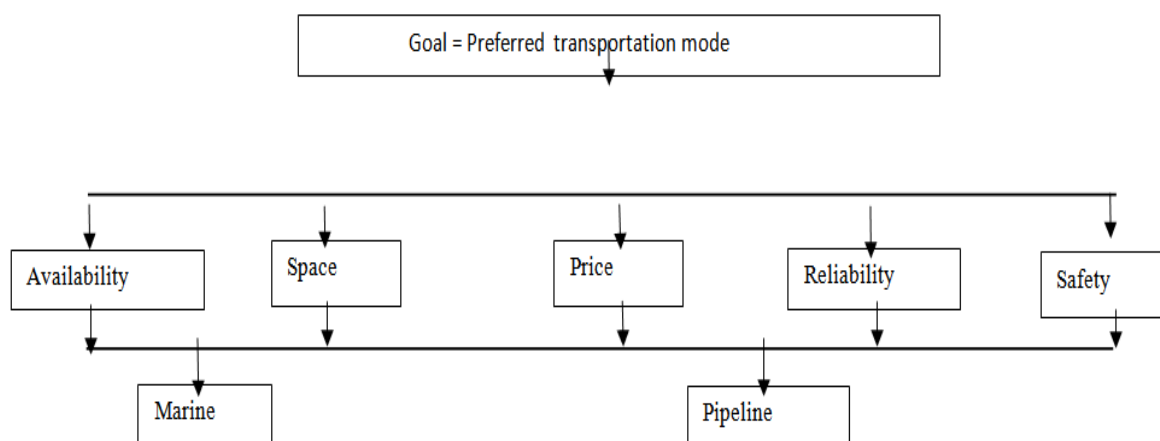 Goal = Preferred transportation mode
Availability
Space
Price
Reliability
Safety
Marine
Pipeline